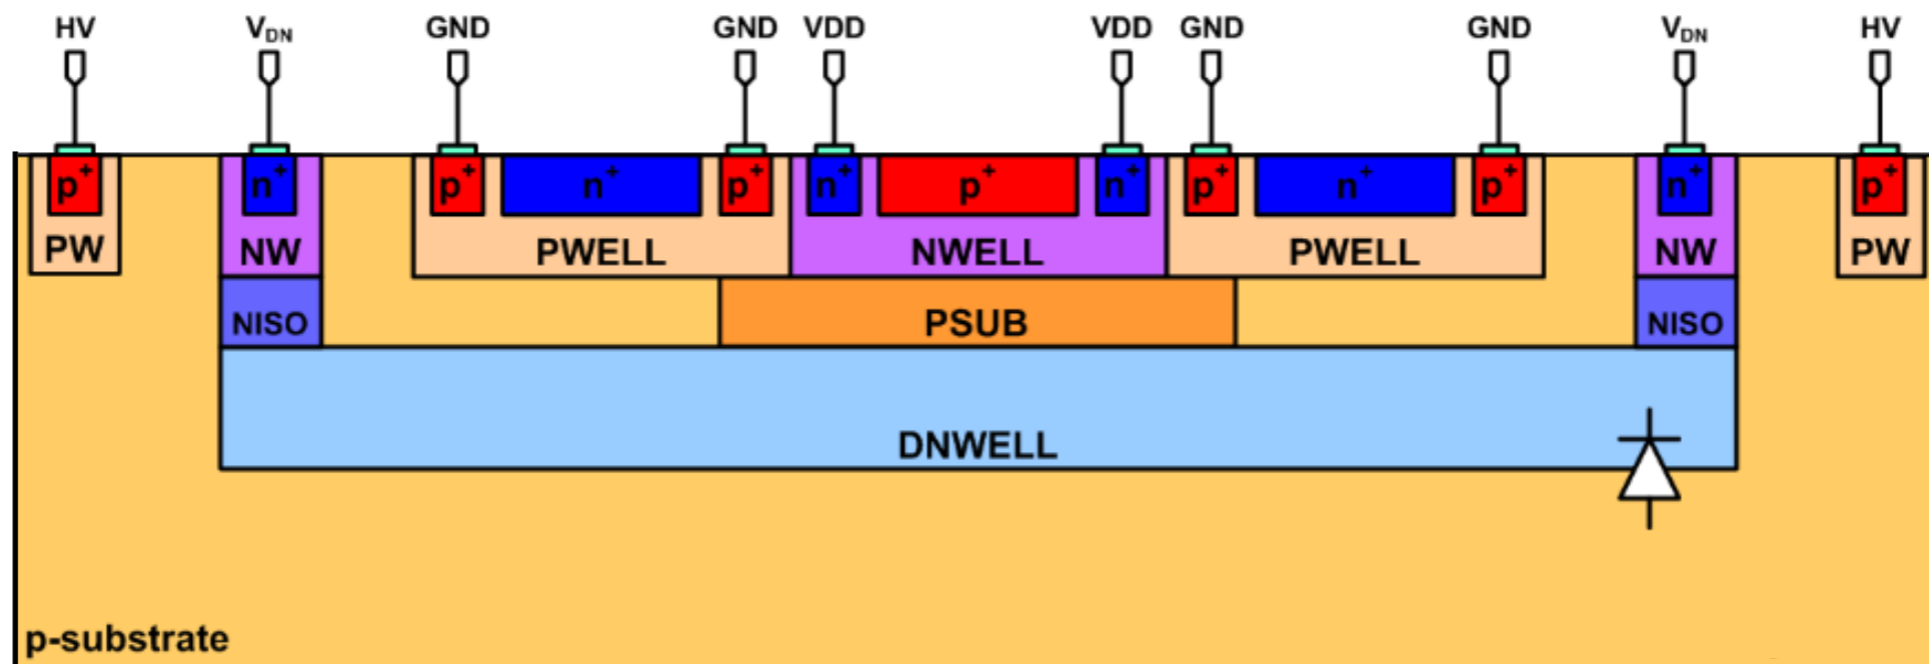 HV V_DN GND GND VDD VDD GND GND V_DN HV
p⁺ n⁺ p⁺ n⁺ p⁺ n⁺ p⁺ n⁺ p⁺ n⁺ p⁺ n⁺ p⁺
PW NW PWELL NWELL PWELL NW PW
NISO PSUB NISO
DNWELL
p-substrate